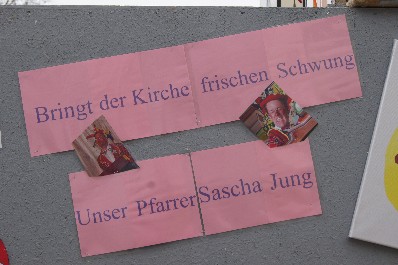 Bringt der Kirche frischen Schwung
Unser Pfarrer Sascha Jung